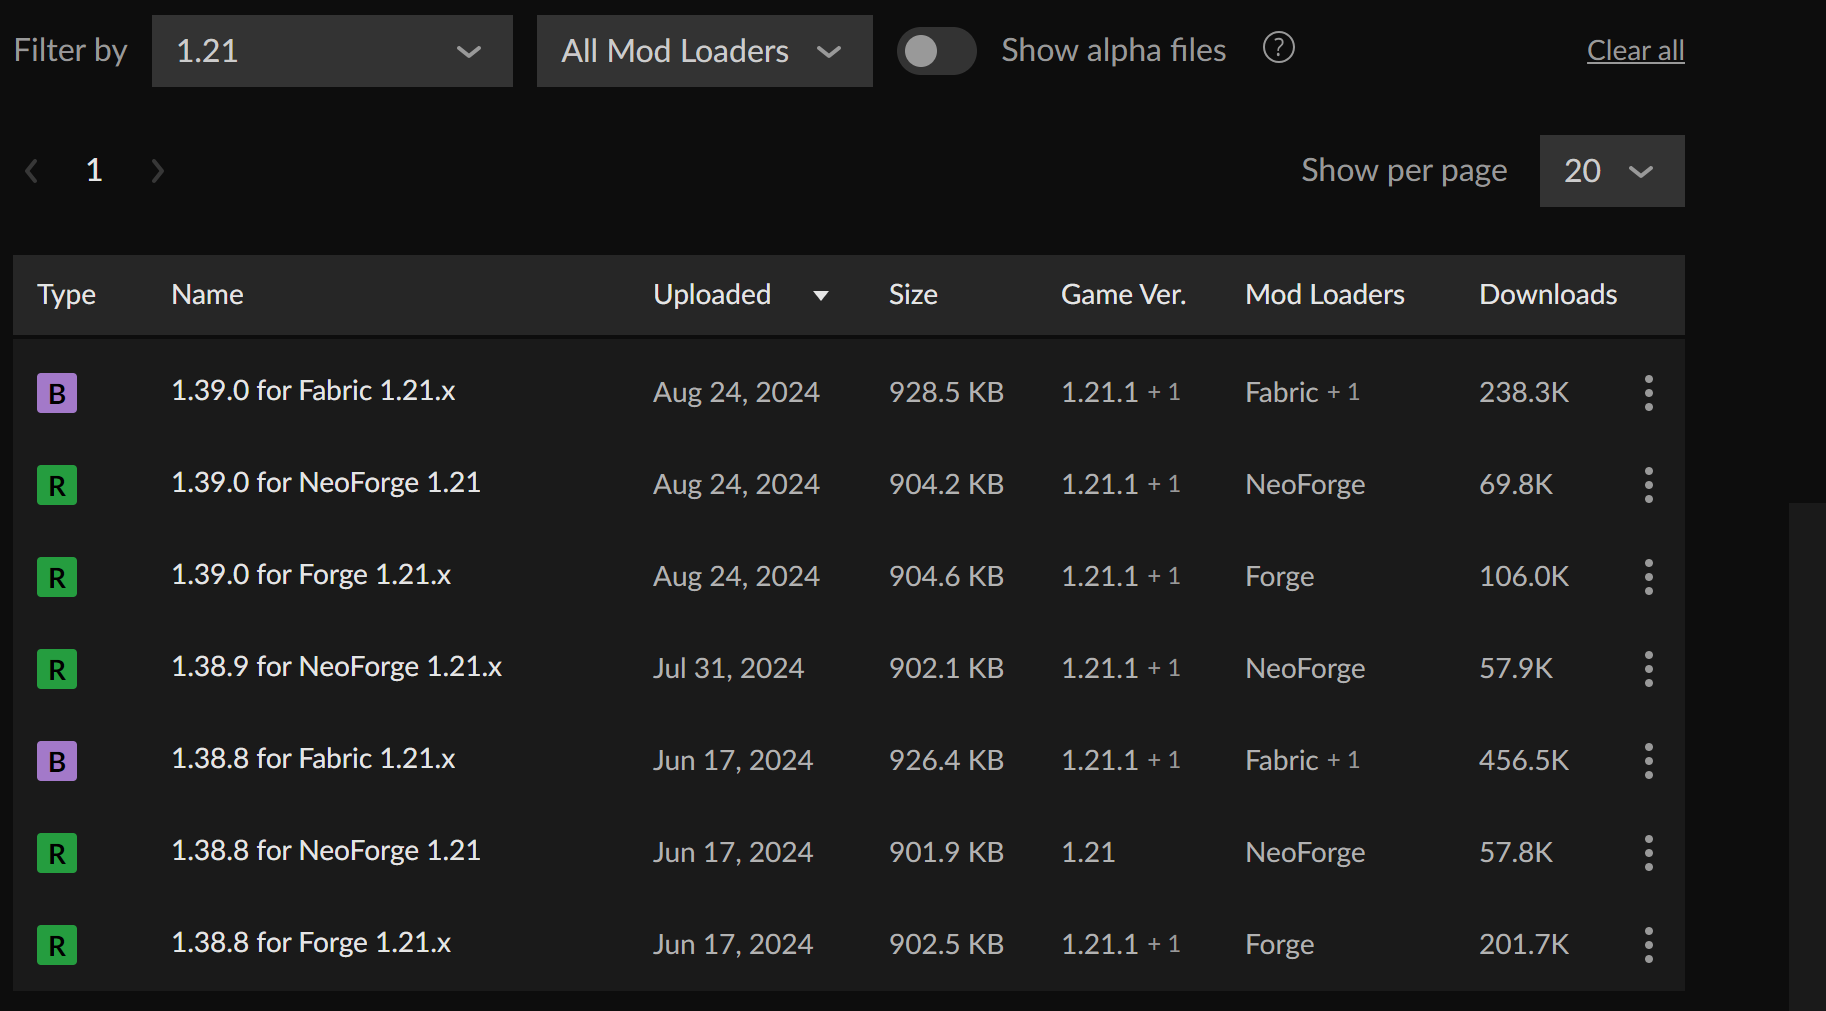 Filter by 1.21 All Mod Loaders Show alpha files ? Clear all
1 Show per page 20
Type Name Uploaded Size Game Ver. Mod Loaders Downloads
B 1.39.0 for Fabric 1.21.x Aug 24, 2024 928.5 KB 1.21.1 + 1 Fabric + 1 238.3K
R 1.39.0 for NeoForge 1.21 Aug 24, 2024 904.2 KB 1.21.1 + 1 NeoForge 69.8K
R 1.39.0 for Forge 1.21.x Aug 24, 2024 904.6 KB 1.21.1 + 1 Forge 106.0K
R 1.38.9 for NeoForge 1.21.x Jul 31, 2024 902.1 KB 1.21.1 + 1 NeoForge 57.9K
B 1.38.8 for Fabric 1.21.x Jun 17, 2024 926.4 KB 1.21.1 + 1 Fabric + 1 456.5K
R 1.38.8 for NeoForge 1.21 Jun 17, 2024 901.9 KB 1.21 NeoForge 57.8K
R 1.38.8 for Forge 1.21.x Jun 17, 2024 902.5 KB 1.21.1 + 1 Forge 201.7K